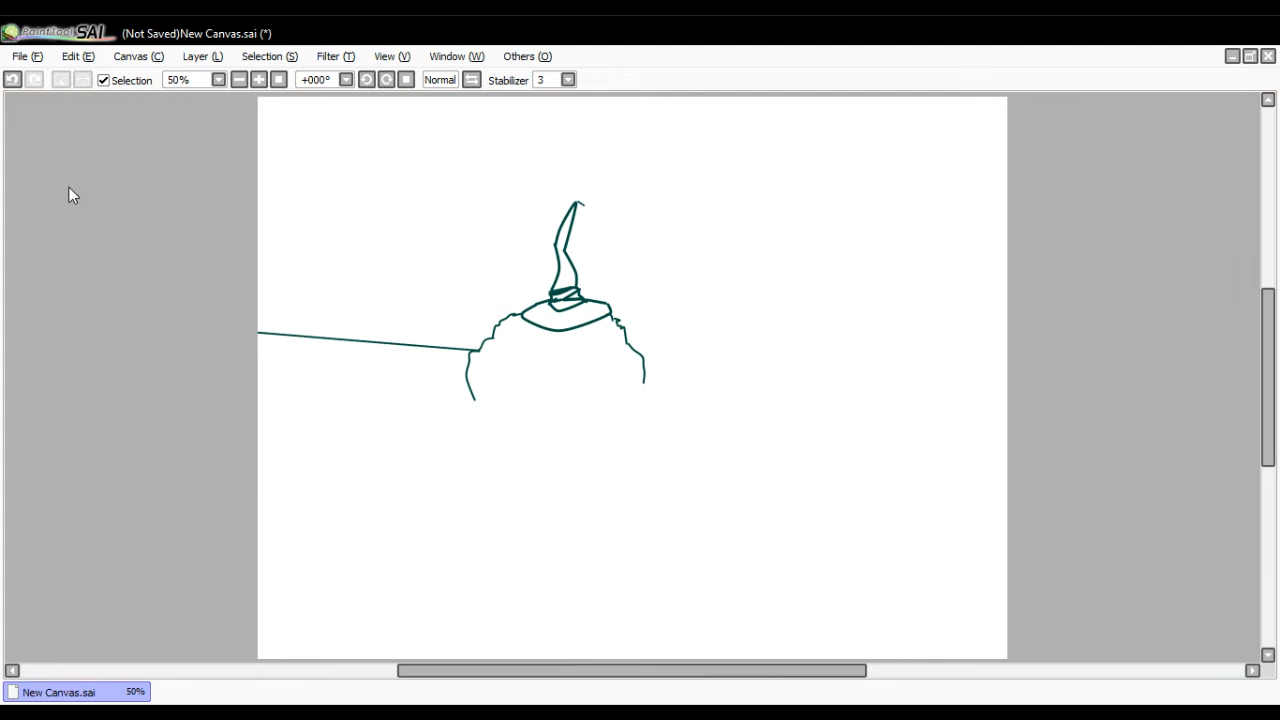 PaintTool SAI (Not Saved)New Canvas.sai (*)
File (F) Edit (E) Canvas (C) Layer (L) Selection (S) Filter (T) View (V) Window (W) Others (O)
Selection 50% +000° Normal Stabilizer 3
New Canvas.sai 50%